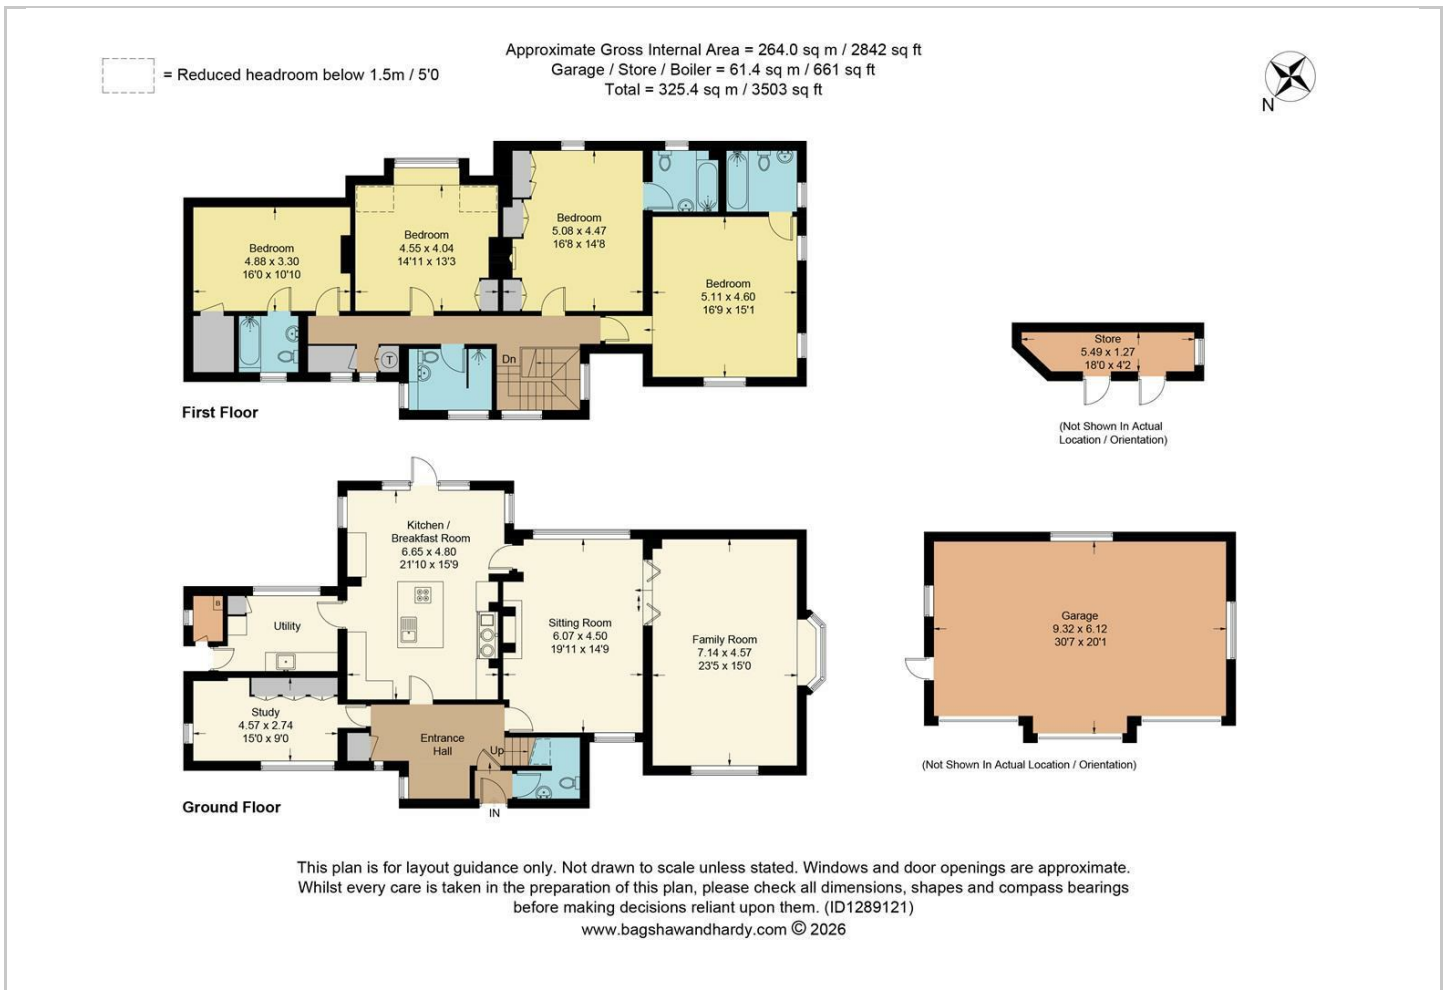 = Reduced headroom below 1.5m / 5'0
Approximate Gross Internal Area = 264.0 sq m / 2842 sq ft
Garage / Store / Boiler = 61.4 sq m / 661 sq ft
Total = 325.4 sq m / 3503 sq ft
N
Bedroom
4.88 x 3.30
16'0 x 10'10
Bedroom
4.55 x 4.04
14'11 x 13'3
Bedroom
5.08 x 4.47
16'8 x 14'8
Bedroom
5.11 x 4.60
16'9 x 15'1
T
Dn
First Floor
Store
5.49 x 1.27
18'0 x 4'2
(Not Shown In Actual
Location / Orientation)
Kitchen /
Breakfast Room
6.65 x 4.80
21'10 x 15'9
B
Utility
Sitting Room
6.07 x 4.50
19'11 x 14'9
Family Room
7.14 x 4.57
23'5 x 15'0
Study
4.57 x 2.74
15'0 x 9'0
Entrance
Hall
Up
IN
Ground Floor
Garage
9.32 x 6.12
30'7 x 20'1
(Not Shown In Actual Location / Orientation)
This plan is for layout guidance only. Not drawn to scale unless stated. Windows and door openings are approximate.
Whilst every care is taken in the preparation of this plan, please check all dimensions, shapes and compass bearings
before making decisions reliant upon them. (ID1289121)
www.bagshawandhardy.com © 2026